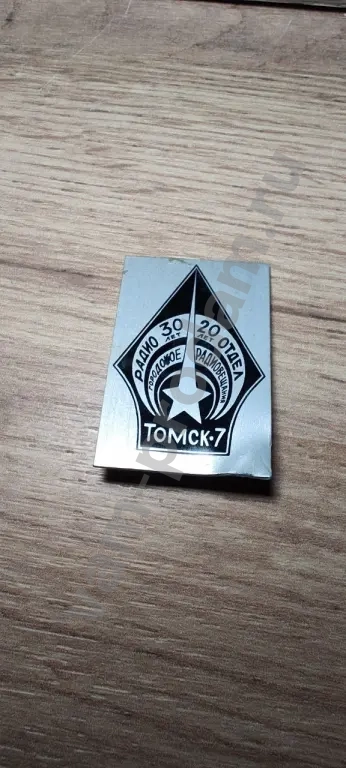 РАДИО 30 ЛЕТ
20 ЛЕТ ОТДЕЛ
ГОРОДСКОЕ РАДИОВЕЩАНИЕ
ТОМСК-7